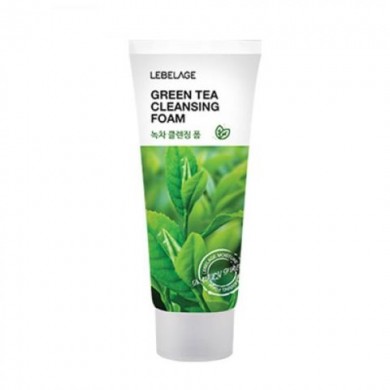 LEBELAGE
GREEN TEA
CLEANSING
FOAM
녹차 클렌징 폼